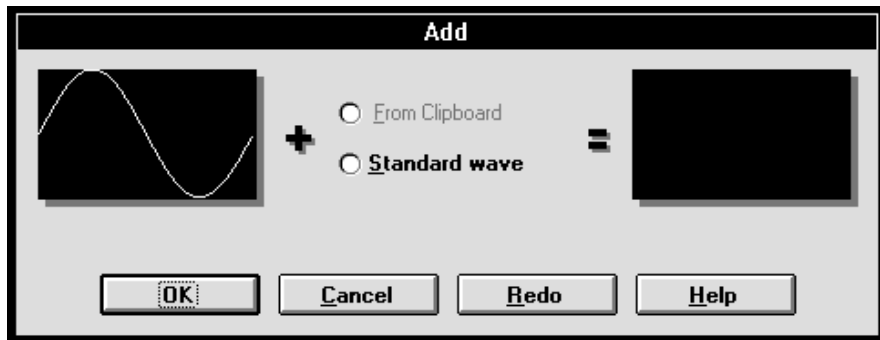 Add
+
From Clipboard
Standard wave
=
OK
Cancel
Redo
Help